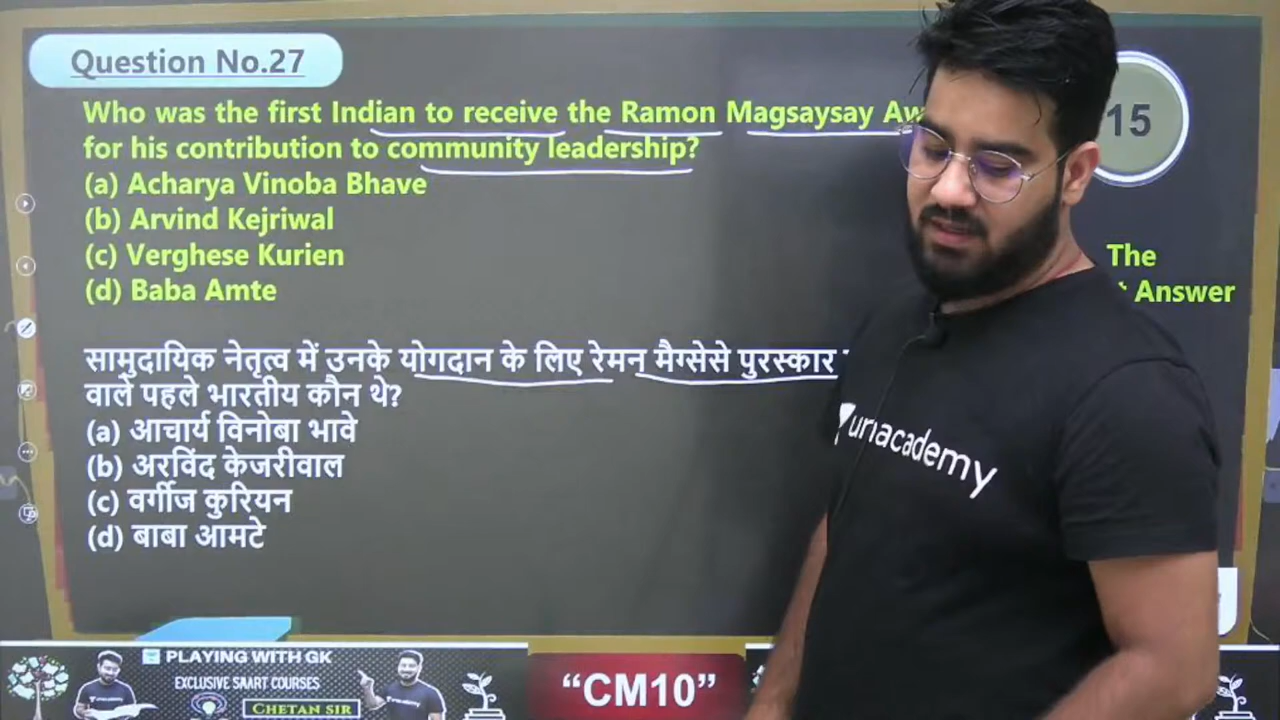 Question No.27
Who was the first Indian to receive the Ramon Magsaysay
for his contribution to community leadership?
(a) Acharya Vinoba Bhave
(b) Arvind Kejriwal
(c) Verghese Kurien
(d) Baba Amte
15
The
Answer
सामुदायिक नेतृत्व में उनके योगदान के लिए रेमन मैग्सेसे पुरस्कार
वाले पहले भारतीय कौन थे?
(a) आचार्य विनोबा भावे
(b) अरविंद केजरीवाल
(c) वर्गीज कुरियन
(d) बाबा आमटे
unacademy
PLAYING WITH GK
EXCLUSIVE SAART COURSES
CHETAN SIR
“CM10”